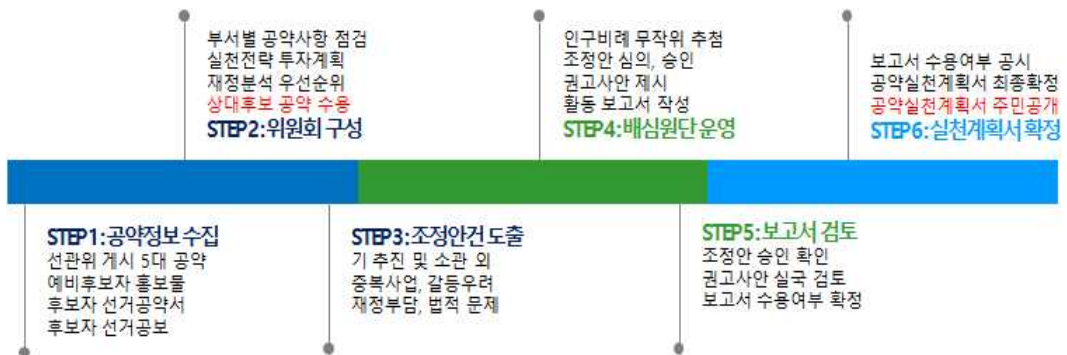 부서별 공약사항 점검
실천전략 투자계획
재정분석 우선순위
상대후보 공약 수용
STEP2:위원회 구성
인구비례 무작위 추첨
조정안 심의, 승인
권고사안 제시
활동 보고서 작성
STEP4:배심원단 운영
보고서 수용여부 공시
공약실천계획서 최종확정
공약실천계획서 주민공개
STEP6:실천계획서 확정
STEP1:공약정보 수집
선관위 게시 5대 공약
예비후보자 홍보물
후보자 선거공약서
후보자 선거공보
STEP3:조정안건 도출
기 추진 및 소관 외
중복사업, 갈등우려
재정부담, 법적 문제
STEP5:보고서 검토
조정안 승인 확인
권고사안 실국 검토
보고서 수용여부 확정